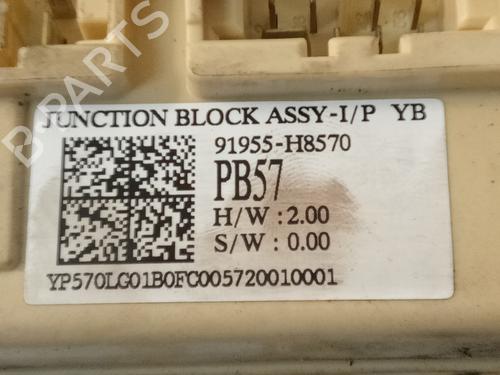 JUNCTION BLOCK ASSY-I/P YB
91955-H8570
PB57
H/W : 2.00
S/W : 0.00
YP570LG01B0FC005720010001
B-PARTS